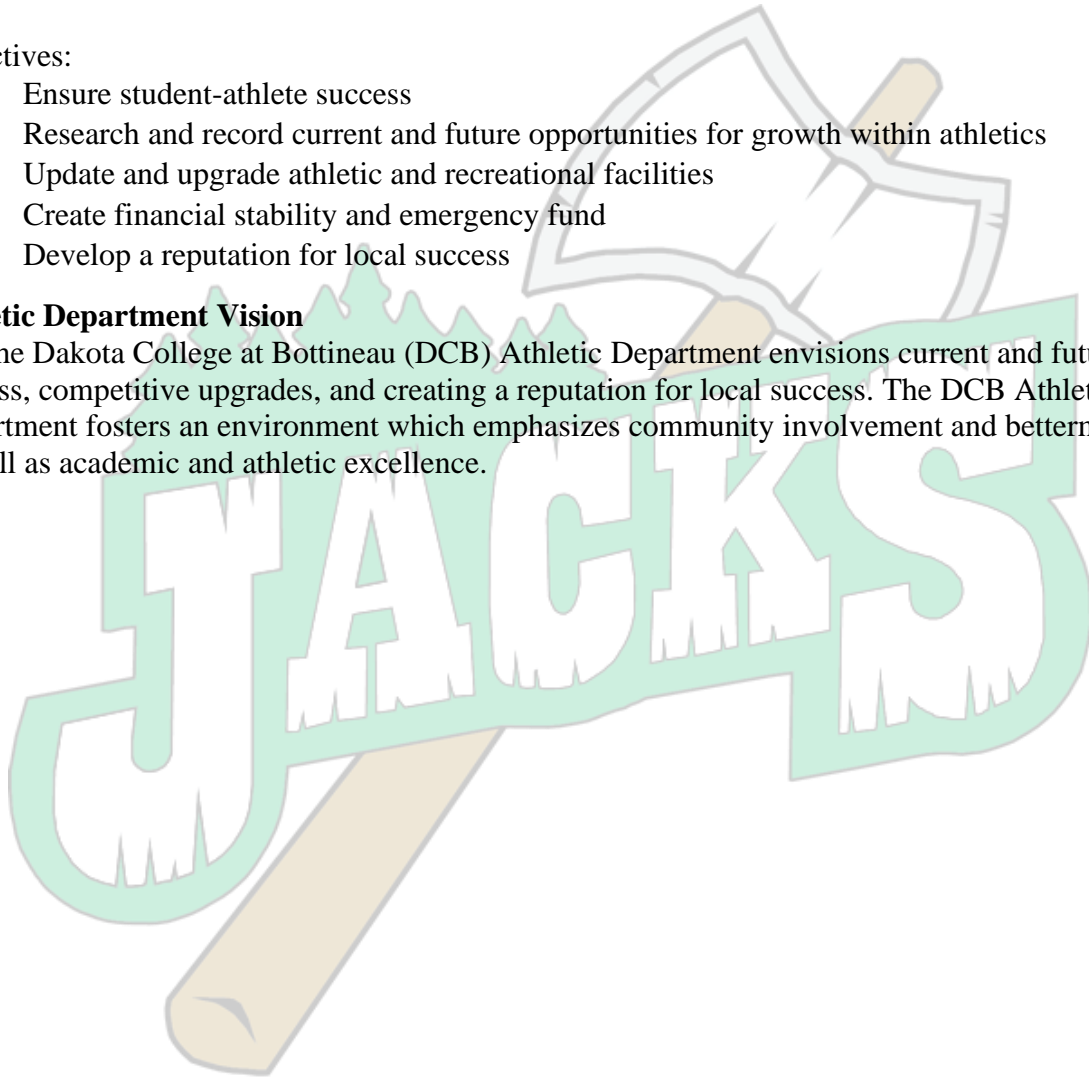 ctives:
Ensure student-athlete success
Research and record current and future opportunities for growth within athletics
Update and upgrade athletic and recreational facilities
Create financial stability and emergency fund
Develop a reputation for local success
etic Department Vision
he Dakota College at Bottineau (DCB) Athletic Department envisions current and futu
ss, competitive upgrades, and creating a reputation for local success. The DCB Athlet
rtment fosters an environment which emphasizes community involvement and bettern
ll as academic and athletic excellence.
JACKS